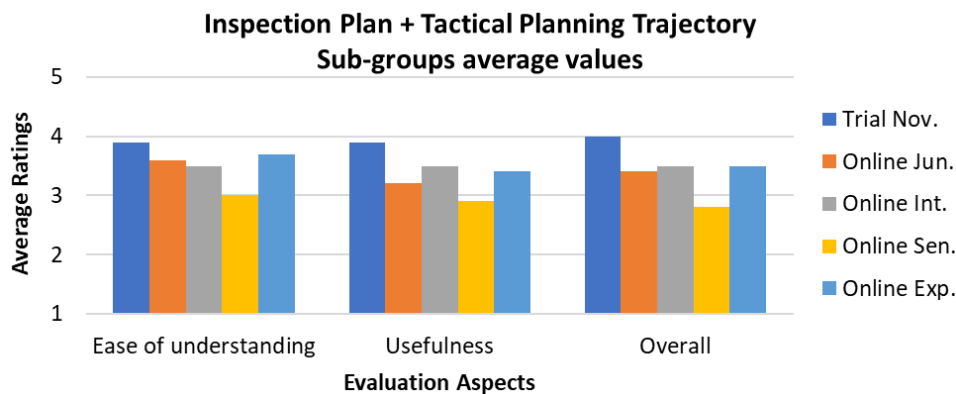 Inspection Plan + Tactical Planning Trajectory
Sub-groups average values
Average Ratings
5
4
3
2
1
Ease of understanding
Usefulness
Overall
Evaluation Aspects
Trial Nov.
Online Jun.
Online Int.
Online Sen.
Online Exp.